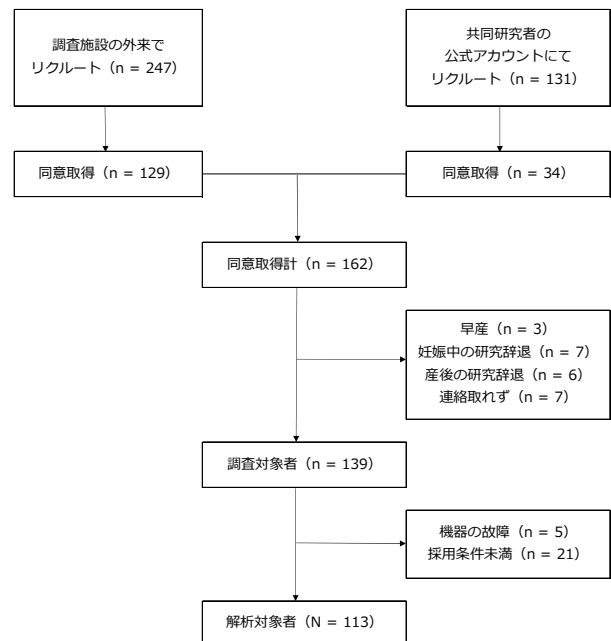 調査施設の外来で
リクルート（n = 247）
共同研究者の
公式アカウントにて
リクルート（n = 131）
同意取得（n = 129）
同意取得（n = 34）
同意取得計（n = 162）
早産（n = 3）
妊娠中の研究辞退（n = 7）
産後の研究辞退（n = 6）
連絡取れず（n = 7）
調査対象者（n = 139）
機器の故障（n = 5）
採用条件未満（n = 21）
解析対象者（N = 113）